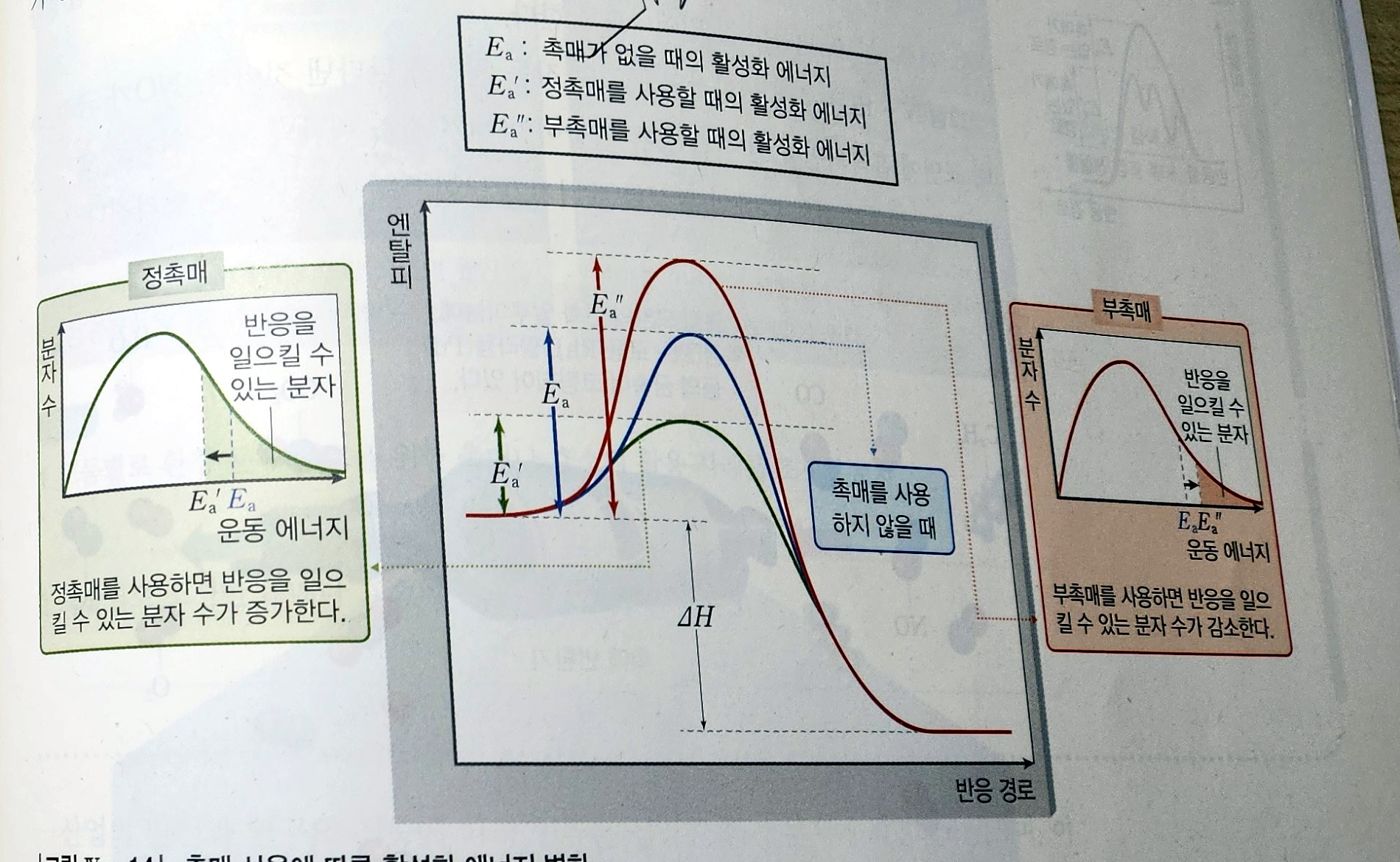 Eₐ : 촉매가 없을 때의 활성화 에너지
Eₐ′: 정촉매를 사용할 때의 활성화 에너지
Eₐ″: 부촉매를 사용할 때의 활성화 에너지
정촉매
분자 수
반응을
일으킬 수
있는 분자
Eₐ′ Eₐ
운동 에너지
정촉매를 사용하면 반응을 일으
킬 수 있는 분자 수가 증가한다.
엔탈피
Eₐ″
Eₐ
Eₐ′
촉매를 사용
하지 않을 때
ΔH
반응 경로
부촉매
분자 수
반응을
일으킬 수
있는 분자
EₐEₐ″
운동 에너지
부촉매를 사용하면 반응을 일으
킬 수 있는 분자 수가 감소한다.